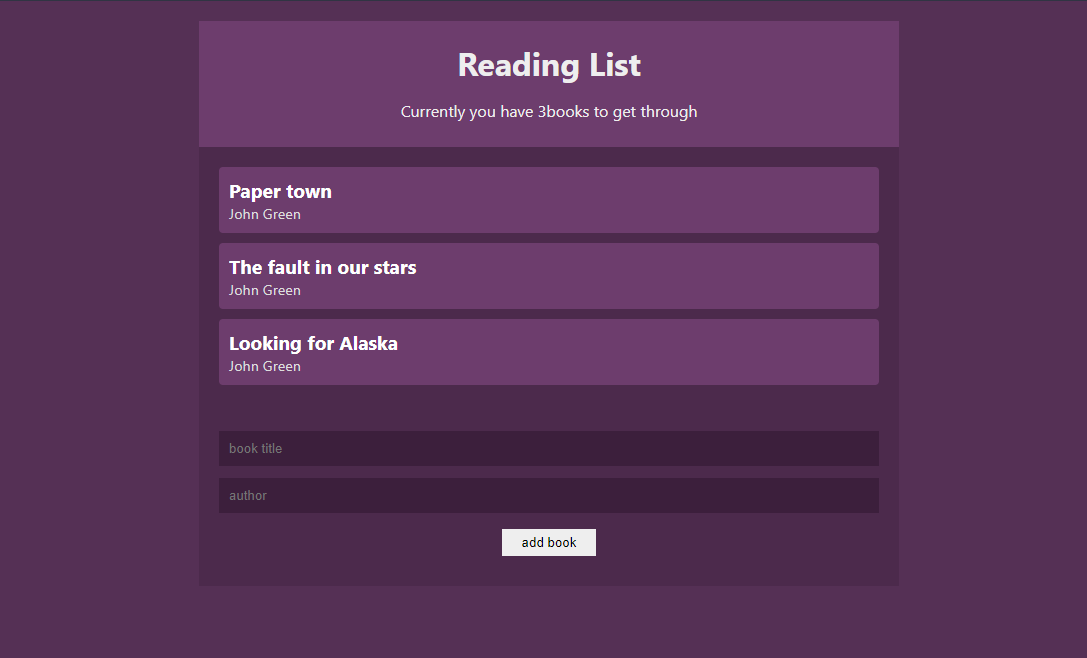 Reading List
Currently you have 3books to get through
Paper town
John Green
The fault in our stars
John Green
Looking for Alaska
John Green
book title
author
add book